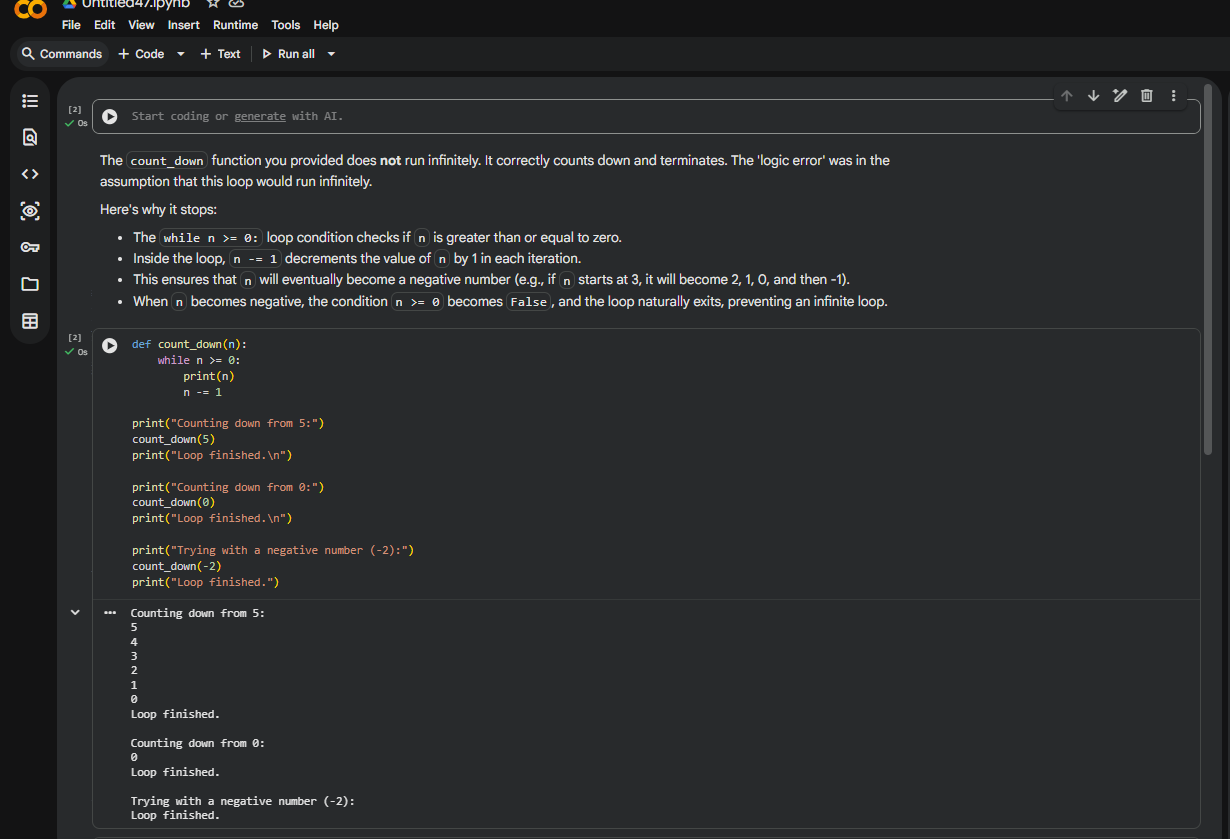 Untitled47.ipynb
File Edit View Insert Runtime Tools Help
Commands + Code + Text Run all
[2]
0s
Start coding or generate with AI.
The count_down function you provided does not run infinitely. It correctly counts down and terminates. The 'logic error' was in the
assumption that this loop would run infinitely.
Here's why it stops:
• The while n >= 0: loop condition checks if n is greater than or equal to zero.
• Inside the loop, n -= 1 decrements the value of n by 1 in each iteration.
• This ensures that n will eventually become a negative number (e.g., if n starts at 3, it will become 2, 1, 0, and then -1).
• When n becomes negative, the condition n >= 0 becomes False, and the loop naturally exits, preventing an infinite loop.
[2]
0s
def count_down(n):
    while n >= 0:
        print(n)
        n -= 1

print("Counting down from 5:")
count_down(5)
print("Loop finished.\n")

print("Counting down from 0:")
count_down(0)
print("Loop finished.\n")

print("Trying with a negative number (-2):")
count_down(-2)
print("Loop finished.")
Counting down from 5:
5
4
3
2
1
0
Loop finished.

Counting down from 0:
0
Loop finished.

Trying with a negative number (-2):
Loop finished.